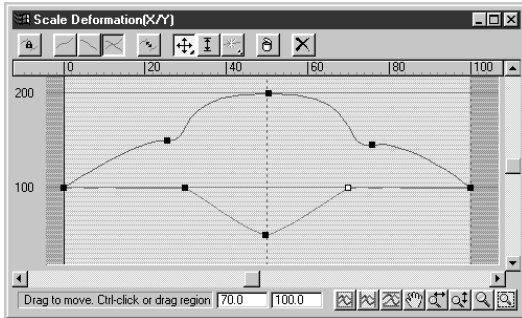 Scale Deformation(X/Y)
0 20 40 60 80 100
200
100
Drag to move. Ctrl-click or drag region 70.0 100.0